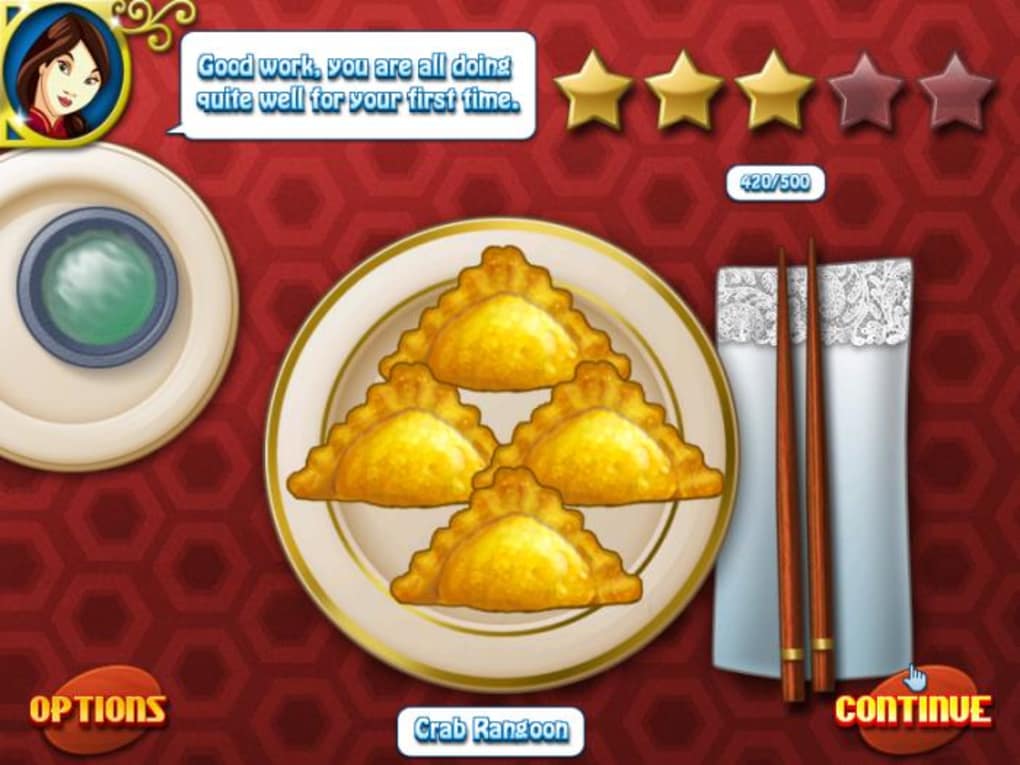 Good work, you are all doing
quite well for your first time.
420/500
Crab Rangoon
OPTIONS
CONTINUE